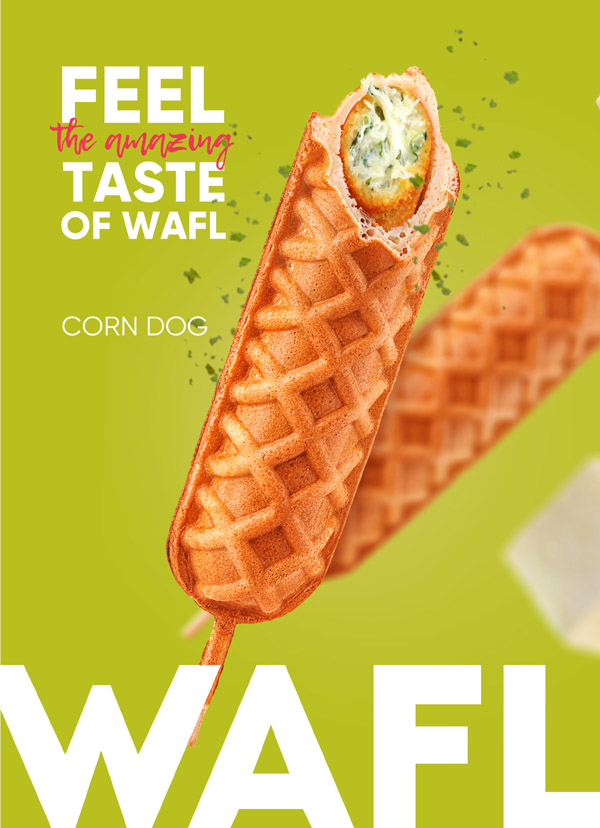 FEEL
the amazing
TASTE
OF WAFL
CORN DOG
WAFL